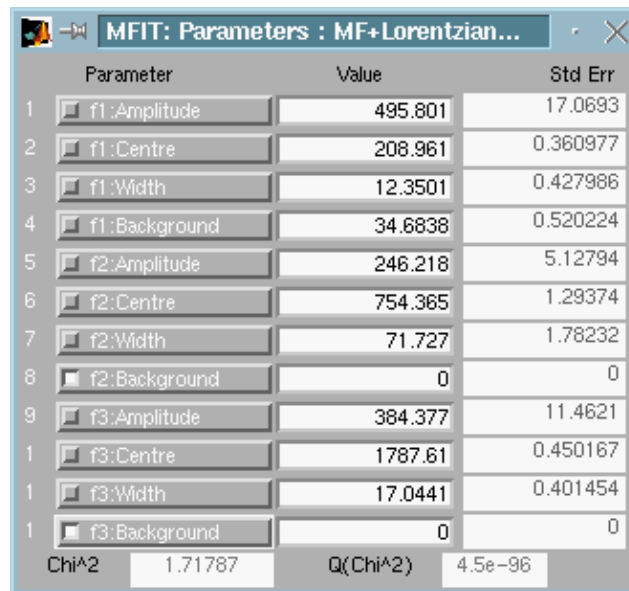 MFIT: Parameters : MF+Lorentzian...
Parameter Value Std Err
1 f1:Amplitude 495.801 17.0693
2 f1:Centre 208.961 0.360977
3 f1:Width 12.3501 0.427986
4 f1:Background 34.6838 0.520224
5 f2:Amplitude 246.218 5.12794
6 f2:Centre 754.365 1.29374
7 f2:Width 71.727 1.78232
8 f2:Background 0 0
9 f3:Amplitude 384.377 11.4621
1 f3:Centre 1787.61 0.450167
1 f3:Width 17.0441 0.401454
1 f3:Background 0 0
Chi^2 1.71787 Q(Chi^2) 4.5e-96